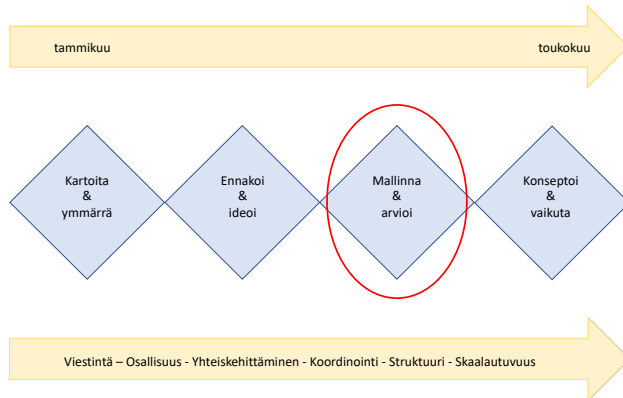 tammikuu
toukokuu
Kartoita
&
ymmärrä
Ennakoi
&
ideoi
Mallinna
&
arvioi
Konseptoi
&
vaikuta
Viestintä – Osallisuus - Yhteiskehittäminen - Koordinointi - Struktuuri - Skaalautuvuus